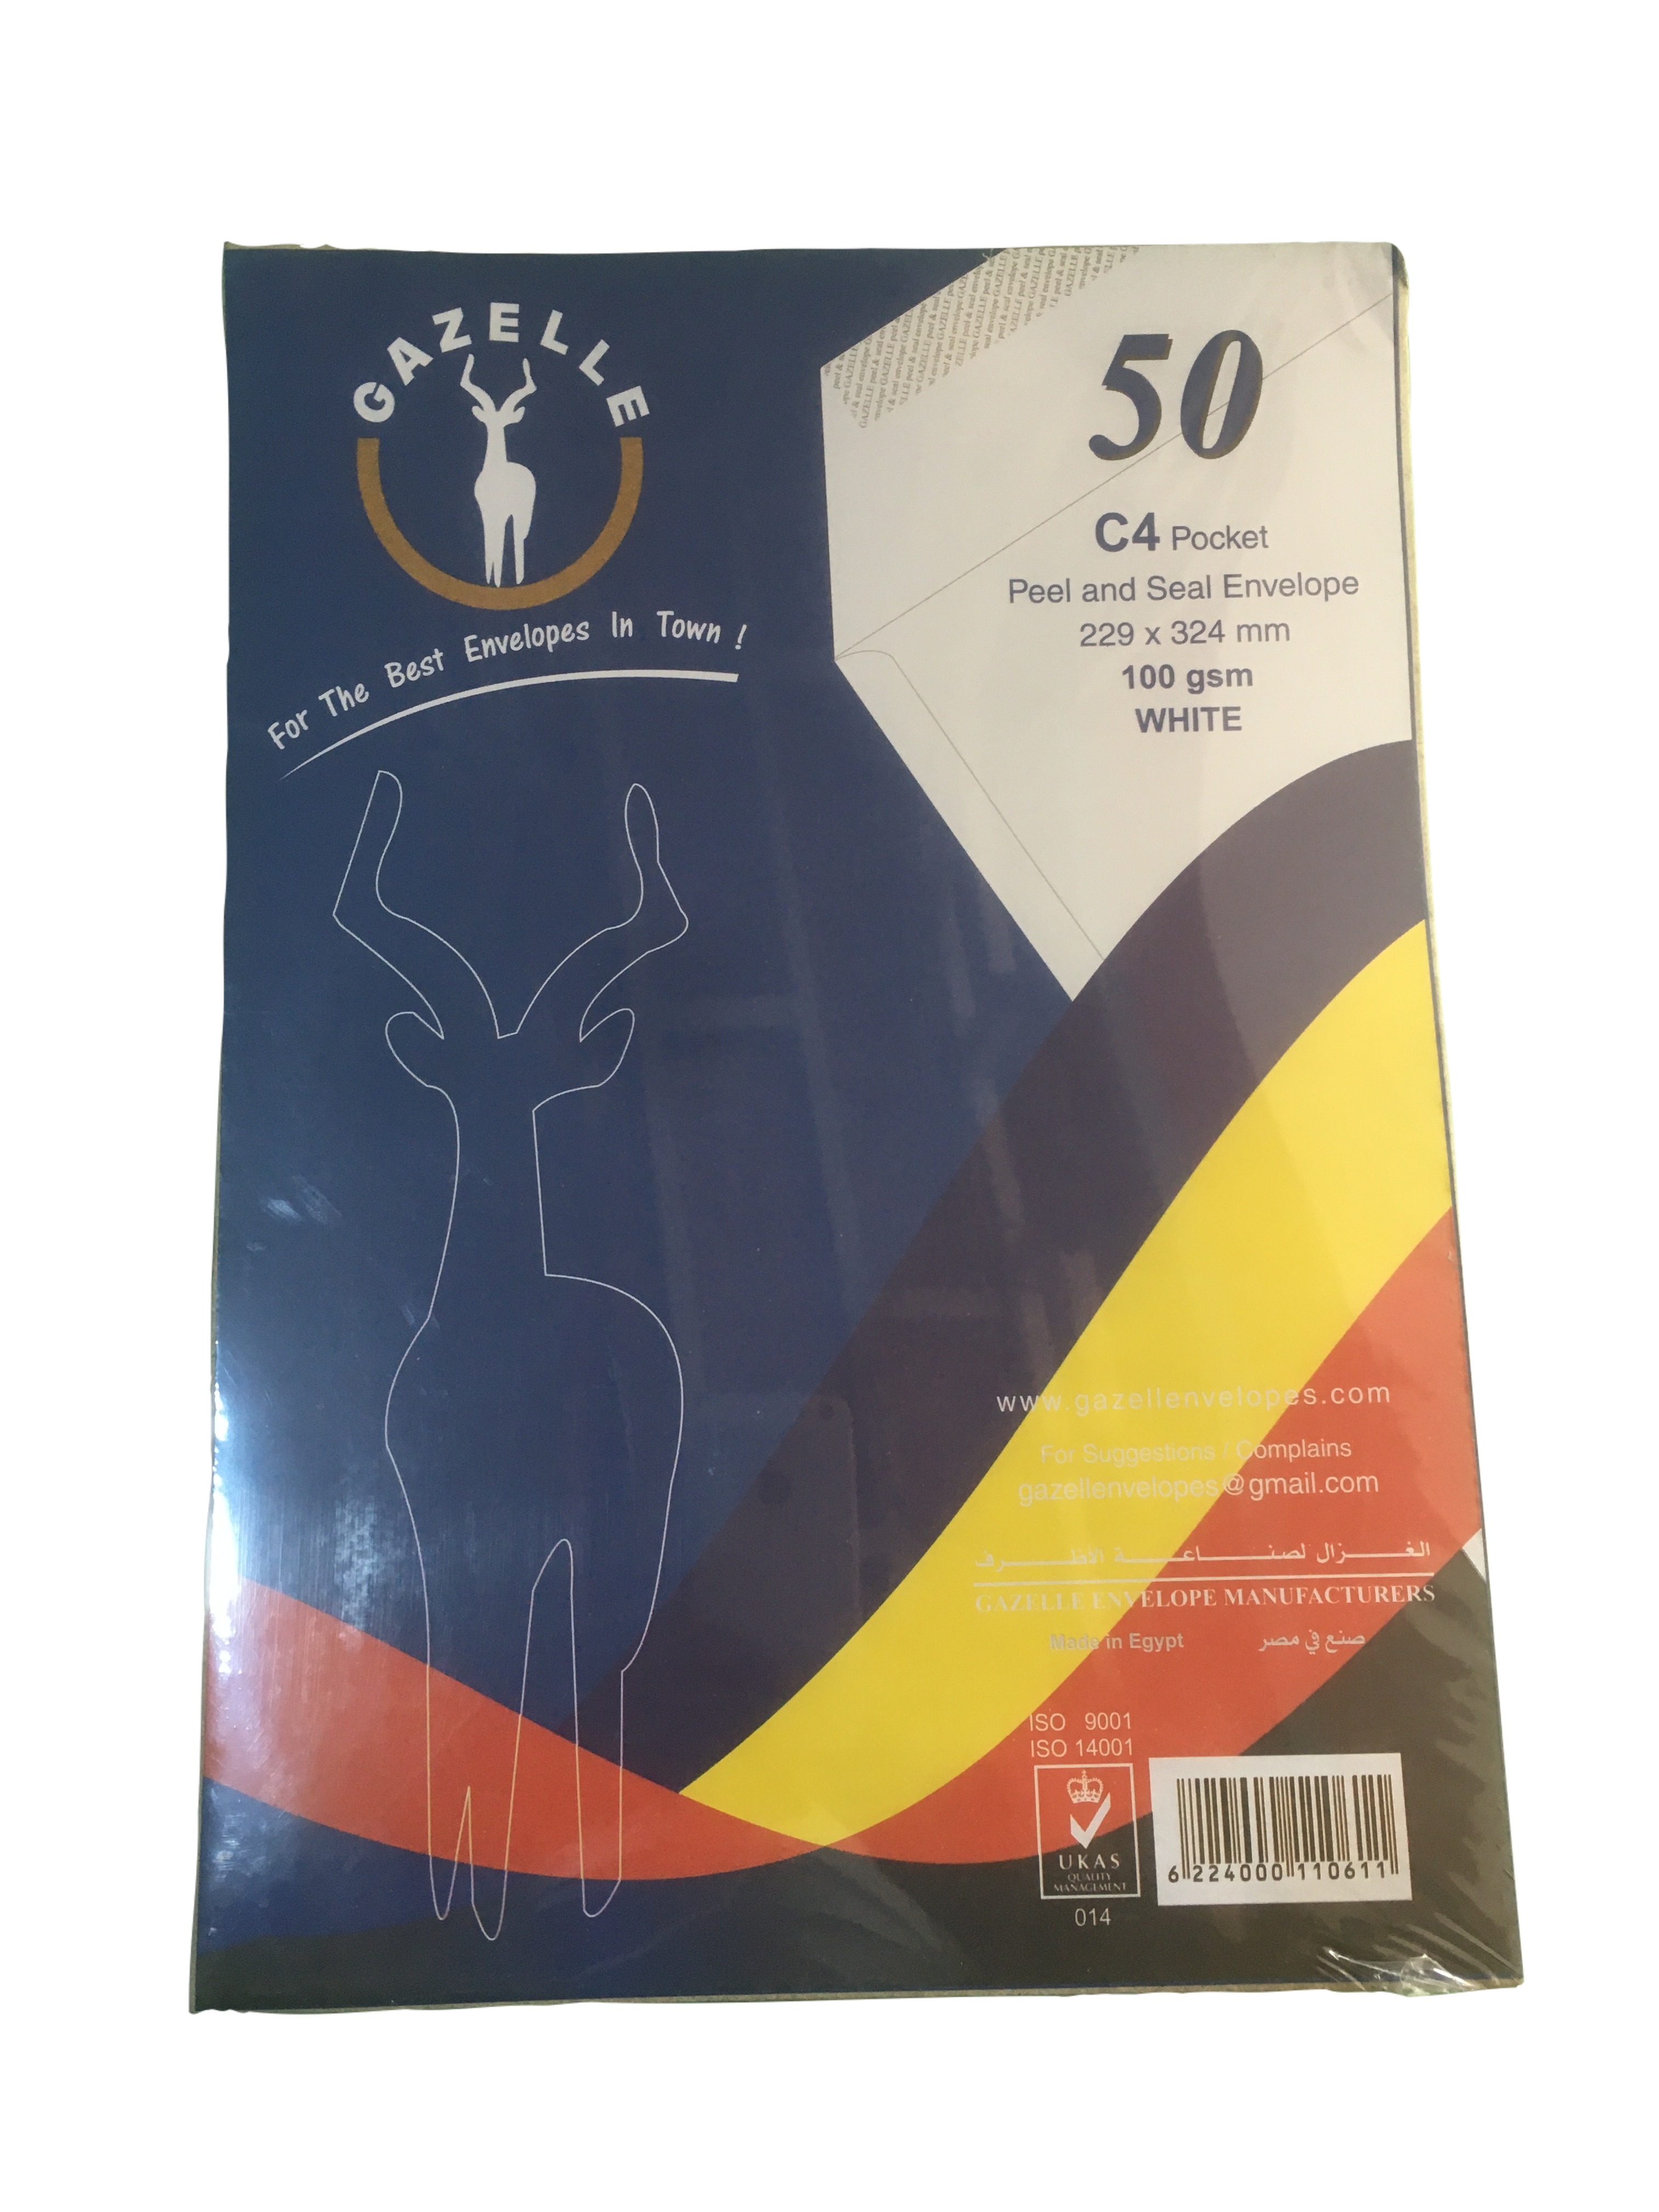 GAZELLE
For The Best Envelopes In Town !
50
C4 Pocket
Peel and Seal Envelope
229 x 324 mm
100 gsm
WHITE
www.gazellenvelopes.com
For Suggestions / Complains
gazellenvelopes@gmail.com
الغزال لصناعة الأظرف
GAZELLE ENVELOPE MANUFACTURERS
Made in Egypt صنع في مصر
ISO 9001
ISO 14001
UKAS
QUALITY
MANAGEMENT
014
6 224000 110611